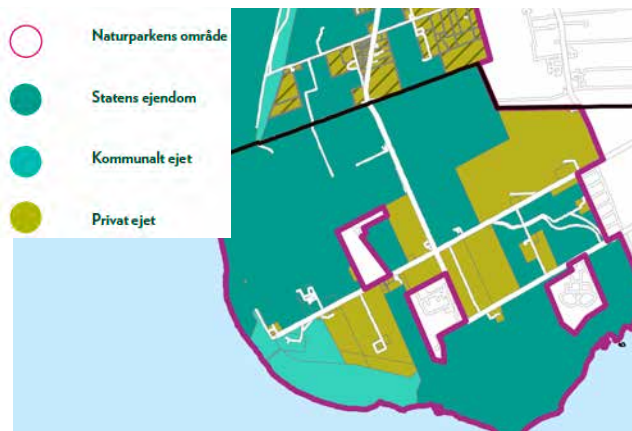 Naturparkens område
Statens ejendom
Kommunalt ejet
Privat ejet